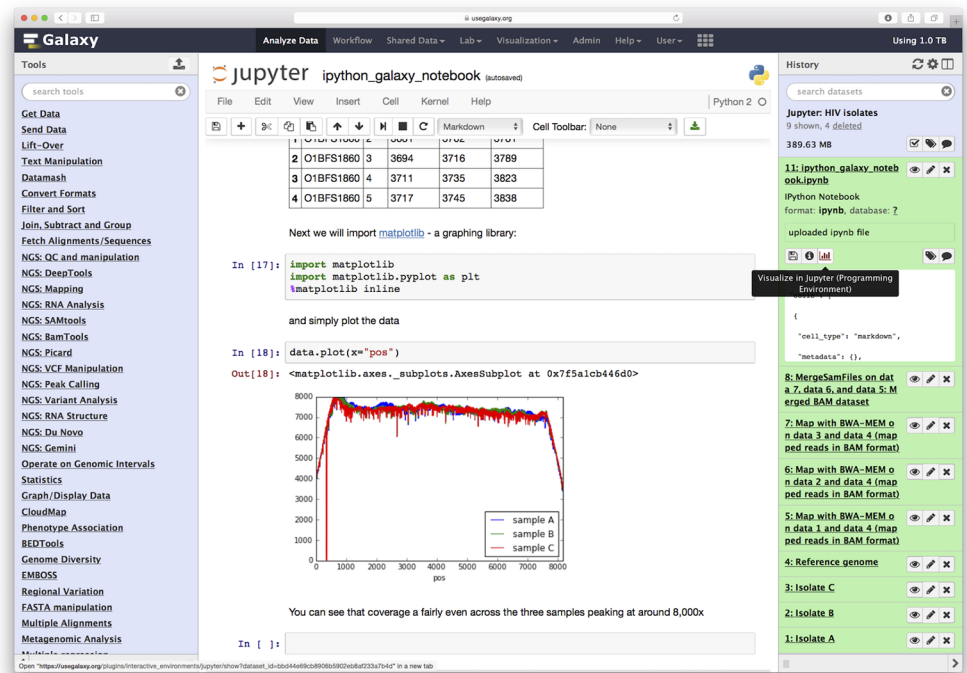 usegalaxy.org
Galaxy
Analyze Data Workflow Shared Data Lab Visualization Admin Help User
Using 1.0 TB
Tools
search tools
Get Data
Send Data
Lift-Over
Text Manipulation
Datamash
Convert Formats
Filter and Sort
Join, Subtract and Group
Fetch Alignments/Sequences
NGS: QC and manipulation
NGS: DeepTools
NGS: Mapping
NGS: RNA Analysis
NGS: SAMtools
NGS: BamTools
NGS: Picard
NGS: VCF Manipulation
NGS: Peak Calling
NGS: Variant Analysis
NGS: RNA Structure
NGS: Du Novo
NGS: Gemini
Operate on Genomic Intervals
Statistics
Graph/Display Data
CloudMap
Phenotype Association
BEDTools
Genome Diversity
EMBOSS
Regional Variation
FASTA manipulation
Multiple Alignments
Metagenomic Analysis
Open "https://usegalaxy.org/plugins/interactive_environments/jupyter/show?dataset_id=bbd44e69cb8906b5902eb8af233a7b4d" in a new tab
jupyter ipython_galaxy_notebook (autosaved)
File Edit View Insert Cell Kernel Help
Python 2
Markdown Cell Toolbar: None
2 O1BFS1860 3 3694 3716 3789
3 O1BFS1860 4 3711 3735 3823
4 O1BFS1860 5 3717 3745 3838
Next we will import matplotlib - a graphing library:
In [17]: import matplotlib
import matplotlib.pyplot as plt
%matplotlib inline
and simply plot the data
In [18]: data.plot(x="pos")
Out[18]: <matplotlib.axes._subplots.AxesSubplot at 0x7f5a1cb446d0>
8000
7000
6000
5000
4000
3000
2000
1000
0
sample A
sample B
sample C
0 1000 2000 3000 4000 5000 6000 7000 8000
pos
You can see that coverage a fairly even across the three samples peaking at around 8,000x
In [ ]:
History
search datasets
Jupyter: HIV isolates
9 shown, 4 deleted
389.63 MB
11: ipython_galaxy_noteb
ook.ipynb
IPython Notebook
format: ipynb, database: ?
uploaded ipynb file
Visualize in Jupyter (Programming
Environment)
{
"cell_type": "markdown",
"metadata": {},
8: MergeSamFiles on dat
a 7, data 6, and data 5: M
erged BAM dataset
7: Map with BWA-MEM o
n data 3 and data 4 (map
ped reads in BAM format)
6: Map with BWA-MEM o
n data 2 and data 4 (map
ped reads in BAM format)
5: Map with BWA-MEM o
n data 1 and data 4 (map
ped reads in BAM format)
4: Reference genome
3: Isolate C
2: Isolate B
1: Isolate A